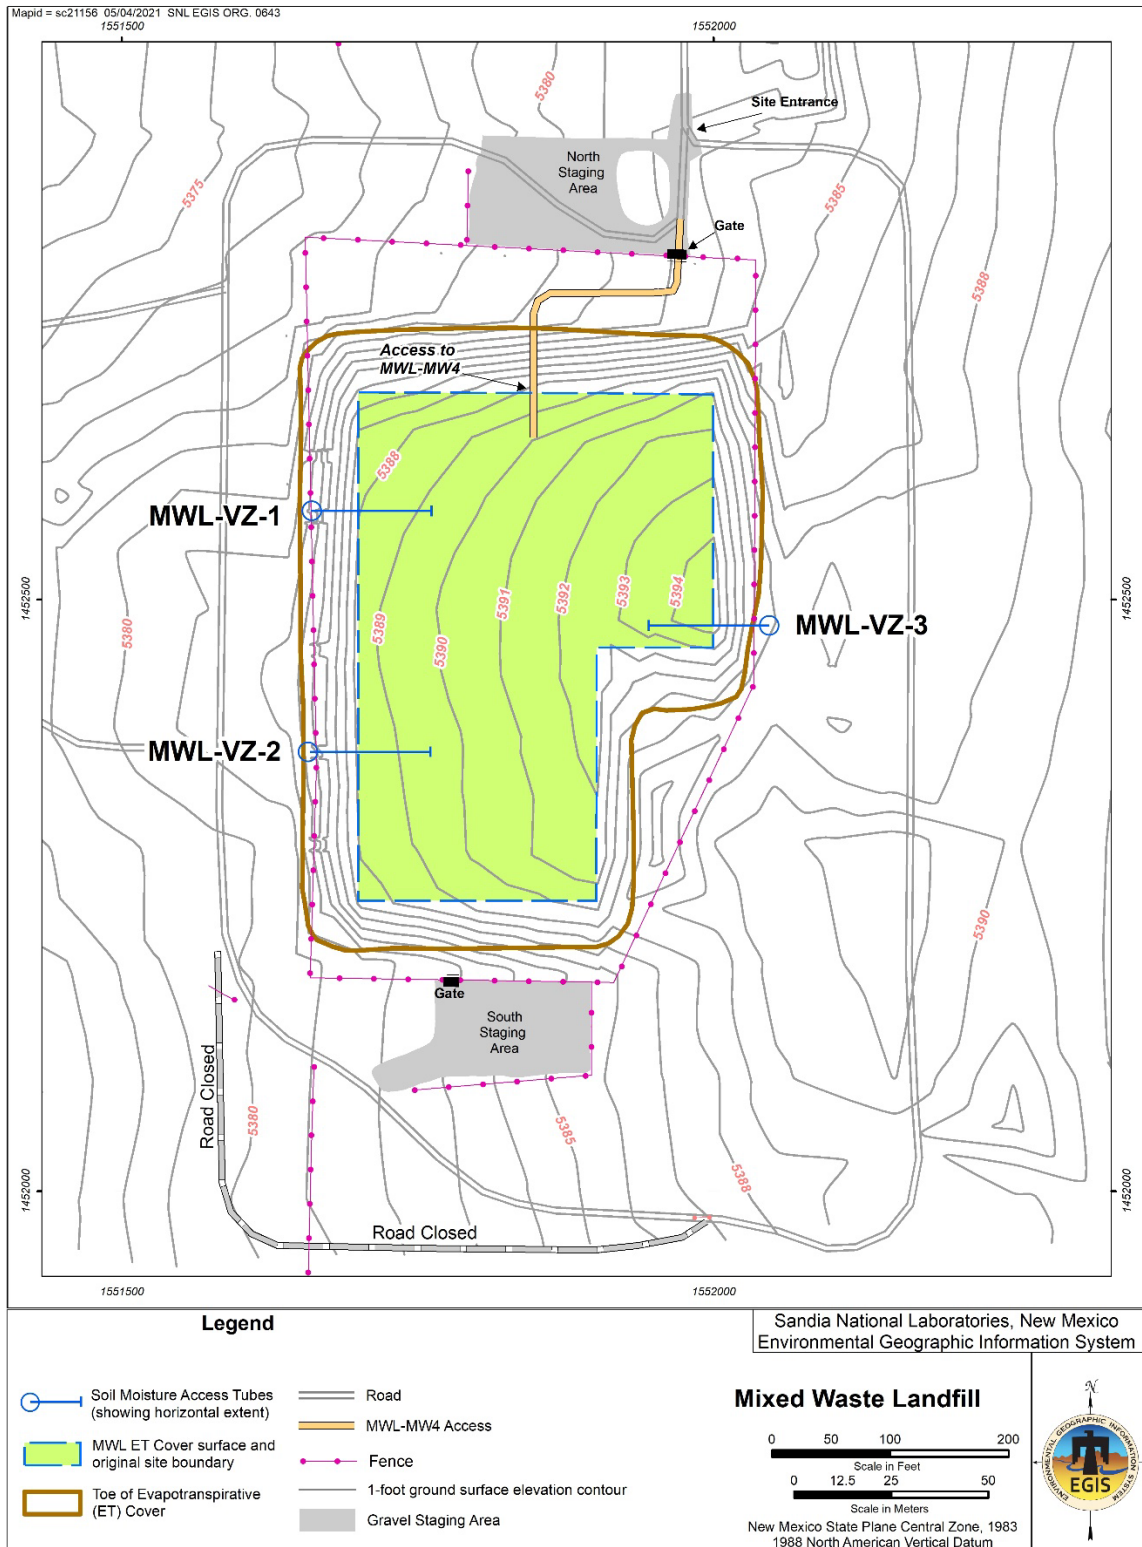 Mapid = sc21156 05/04/2021 SNL EGIS ORG. 0643
1551500
1552000
5380
Site Entrance
North
Staging
Area
5375
5385
Gate
5388
Access to
MWL-MW4
5388
MWL-VZ-1
1452500
1452500
5394
5393
5392
5391
5389
5390
5380
MWL-VZ-3
MWL-VZ-2
5390
Gate
South
Staging
Area
Road Closed
5380
5385
5388
1452000
1452000
Road Closed
1551500
1552000
Legend
Soil Moisture Access Tubes
(showing horizontal extent)
MWL ET Cover surface and
original site boundary
Toe of Evapotranspirative
(ET) Cover
Road
MWL-MW4 Access
Fence
1-foot ground surface elevation contour
Gravel Staging Area
Sandia National Laboratories, New Mexico
Environmental Geographic Information System
Mixed Waste Landfill
0 50 100 200
Scale in Feet
0 12.5 25 50
Scale in Meters
New Mexico State Plane Central Zone, 1983
1988 North American Vertical Datum
N
ENVIRONMENTAL GEOGRAPHIC INFORMATION SYSTEM
EGIS